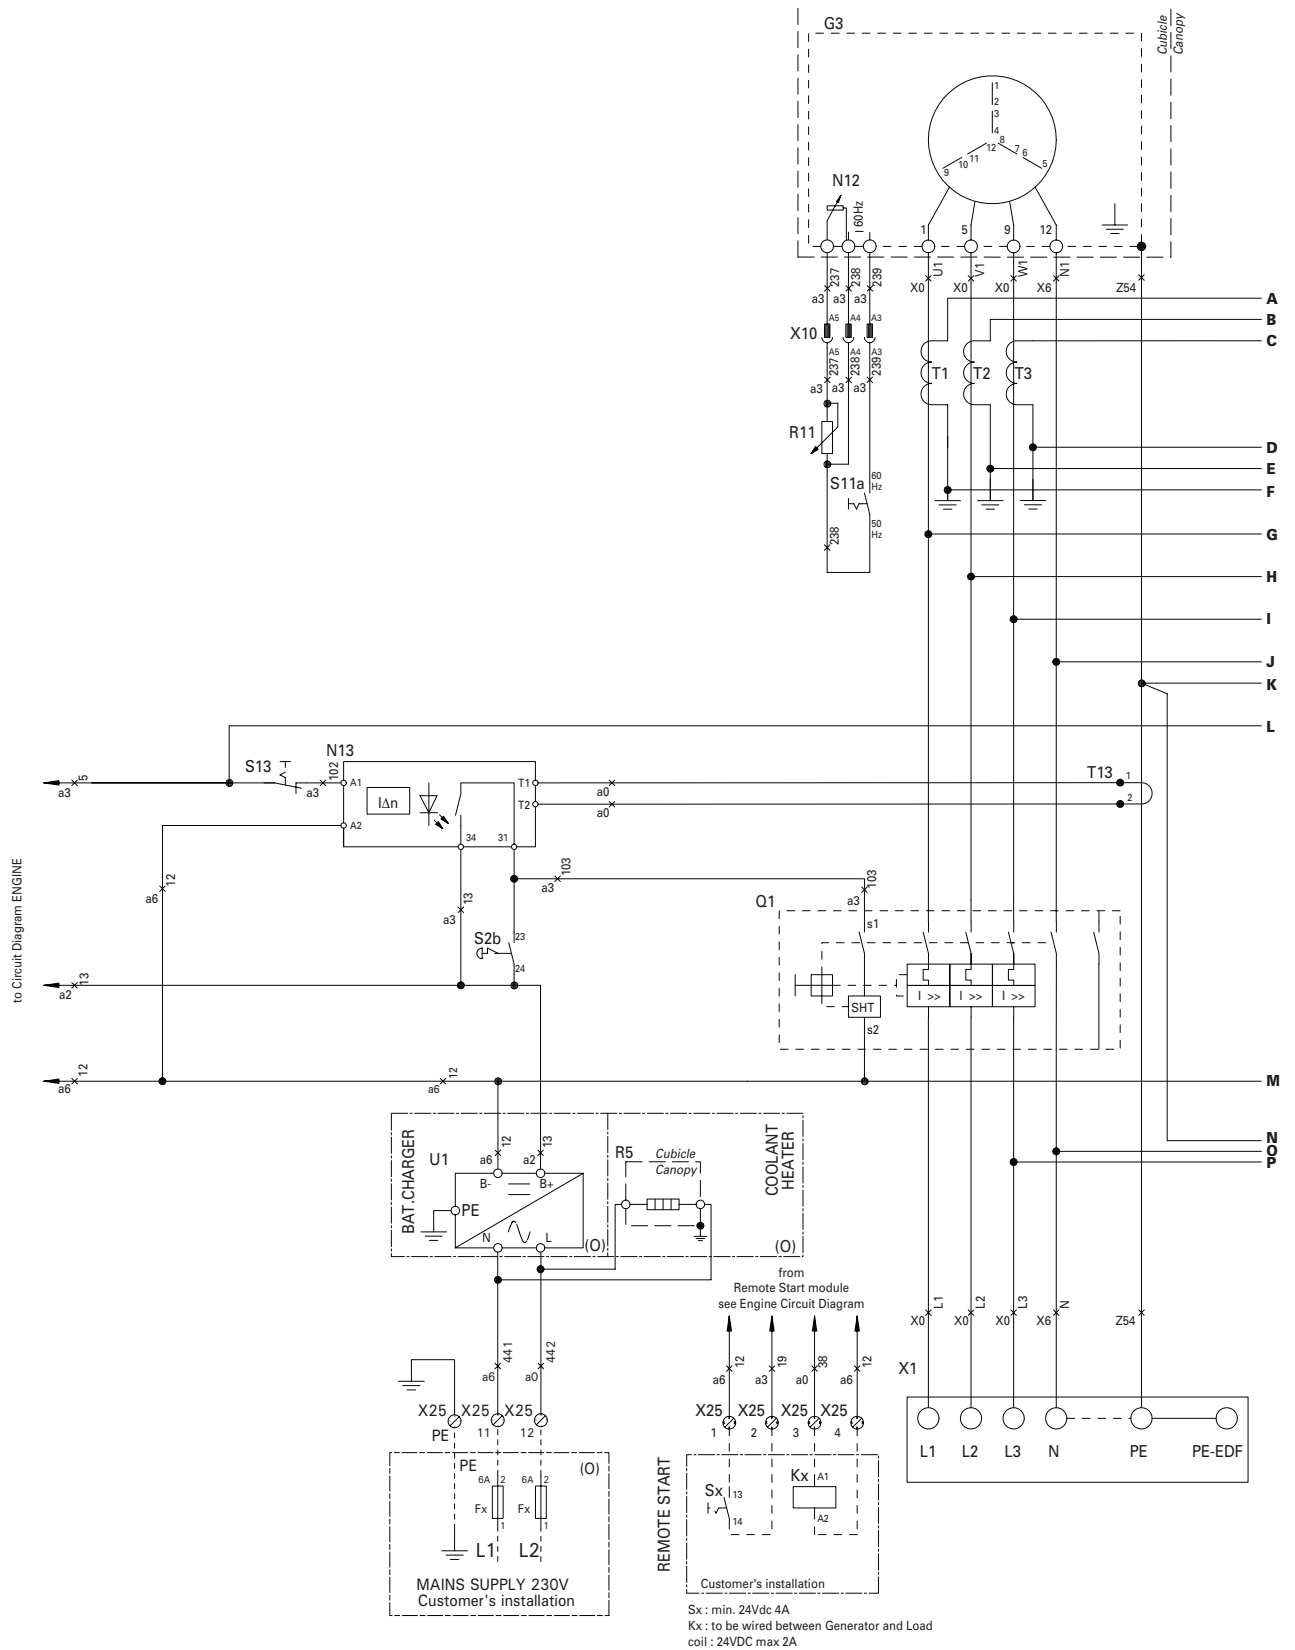 G3
Cubicle
Canopy
1
2
3
4
12
8
7
6
5
11
10
9
N12
60Hz
1
5
9
12
237
238
239
U1
V1
W1
N1
a3
a3
a3
X0
X0
X0
X6
Z54
A
B
C
X10
A5
A4
A3
A5
A4
A3
237
238
239
a3
a3
a3
T1
T2
T3
R11
S11a
60
Hz
50
Hz
238
D
E
F
G
H
I
J
K
L
S13
N13
5
a3
102
a3
A1
A2
IΔn
T1
T2
34
31
a0
a0
T13
1
2
to Circuit Diagram ENGINE
12
a6
13
a3
103
a3
103
a3
S2b
23
24
Q1
s1
SHT
s2
I >>
I >>
I >>
13
a2
12
a6
12
a6
M
N
O
P
BAT.CHARGER
U1
12
a6
13
a2
B-
B+
PE
N
L
(O)
R5
Cubicle
Canopy
COOLANT
HEATER
(O)
from
Remote Start module
see Engine Circuit Diagram
441
a6
442
a0
12
a6
19
a3
38
a0
12
a6
L1
L2
L3
N
X0
X0
X0
X6
Z54
X1
X25
X25
X25
PE
11
12
X25
X25
X25
X25
1
2
3
4
L1
L2
L3
N
PE
PE-EDF
PE
(O)
6A
2
6A
2
Fx
Fx
1
1
L1
L2
MAINS SUPPLY 230V
Customer's installation
REMOTE START
Sx
13
14
Kx
A1
A2
Customer's installation
Sx : min. 24Vdc 4A
Kx : to be wired between Generator and Load
coil : 24VDC max 2A